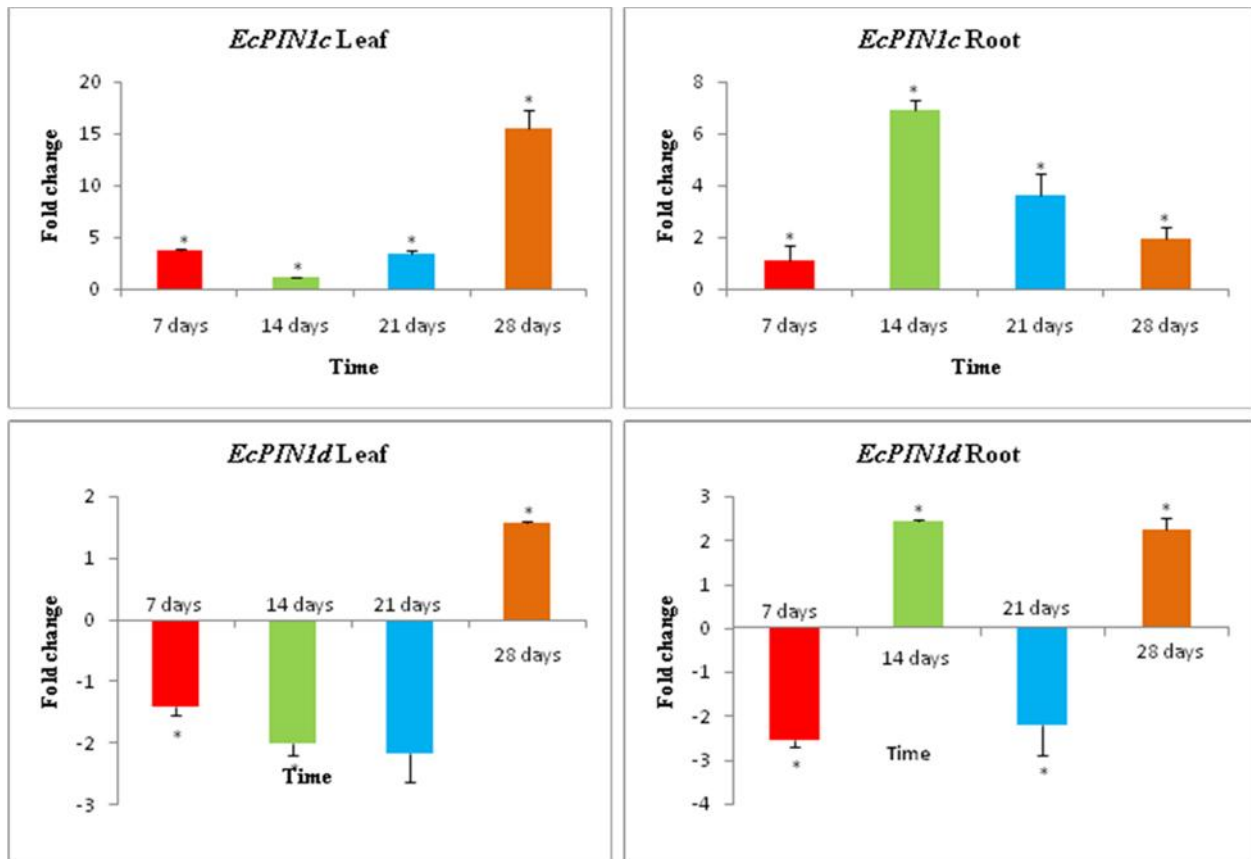 EcPIN1c Leaf
Fold change
20
15
10
5
0
*
*
*
*
7 days 14 days 21 days 28 days
Time
EcPIN1c Root
Fold change
8
6
4
2
0
*
*
*
*
7 days 14 days 21 days 28 days
Time
EcPIN1d Leaf
Fold change
2
1
0
-1
-2
-3
*
7 days 14 days 21 days
28 days
*
*
Time
EcPIN1d Root
Fold change
3
2
1
0
-1
-2
-3
-4
* *
7 days 21 days
14 days 28 days
Time
* *